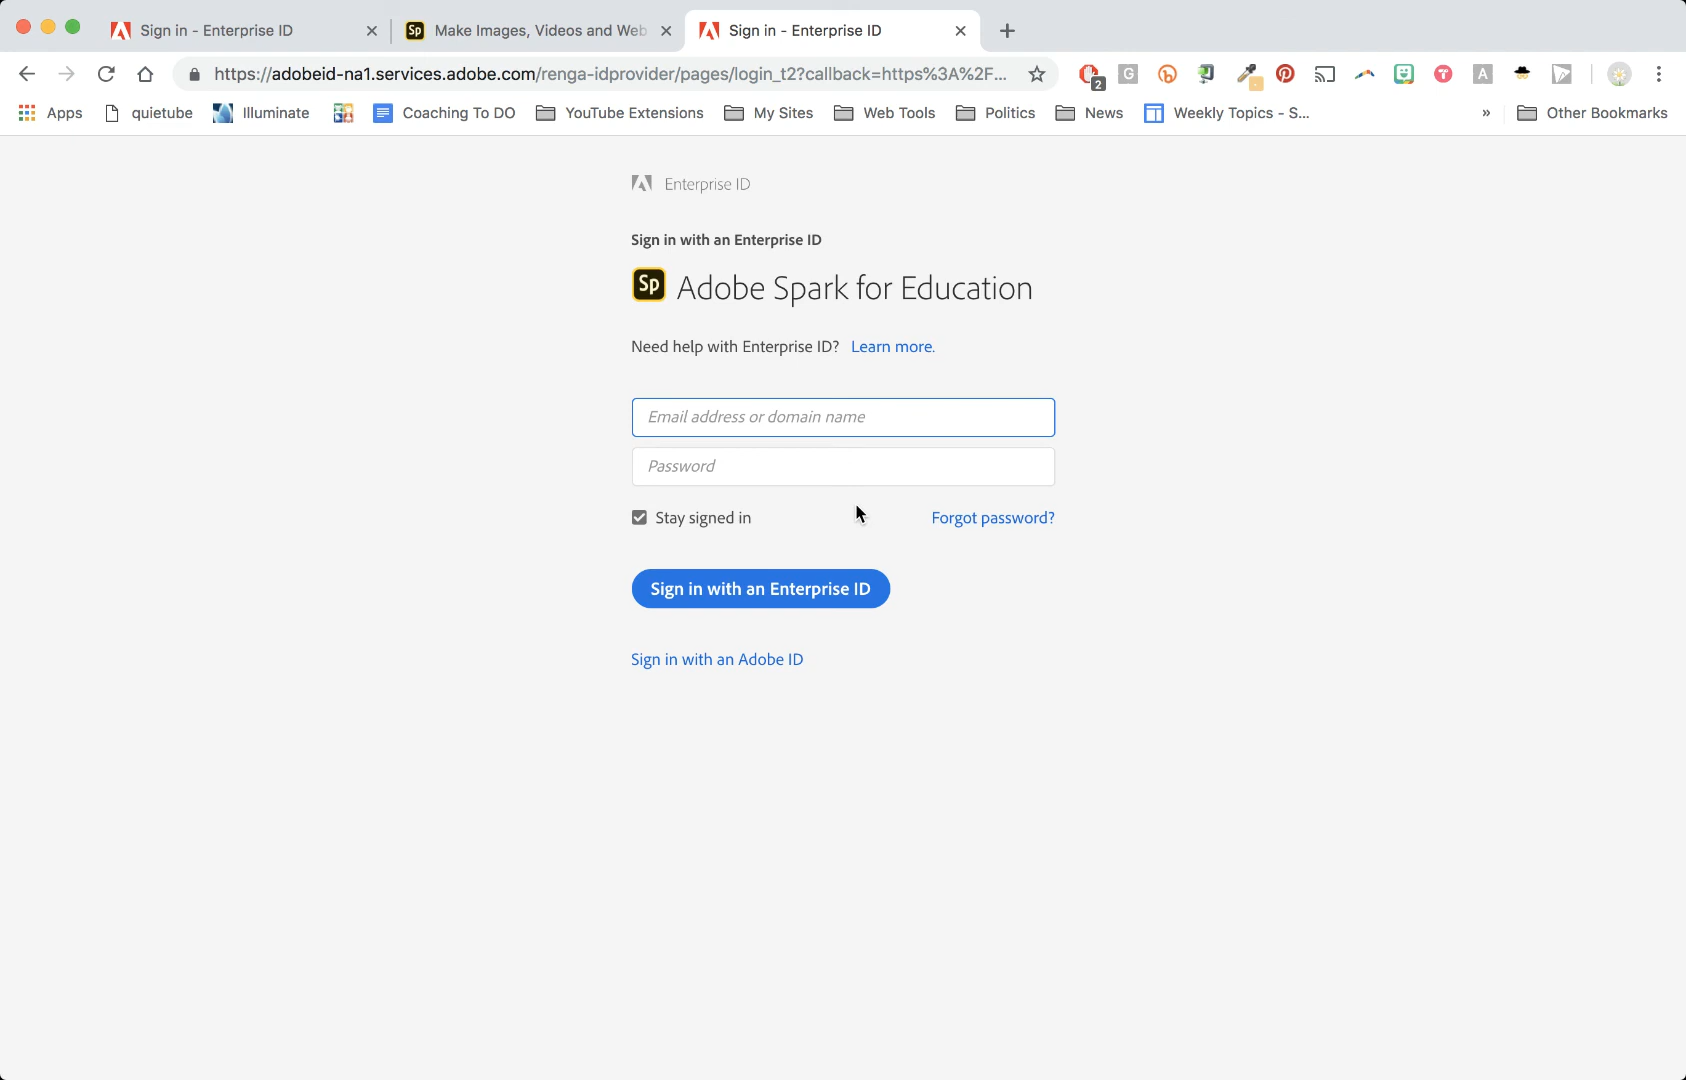 Sign in - Enterprise ID
Make Images, Videos and Web
Sign in - Enterprise ID
https://adobeid-na1.services.adobe.com/renga-idprovider/pages/login_t2?callback=https%3A%2F...
2
G
A
Apps
quietube
Illuminate
Coaching To DO
YouTube Extensions
My Sites
Web Tools
Politics
News
Weekly Topics - S...
»
Other Bookmarks
Enterprise ID
Sign in with an Enterprise ID
Sp Adobe Spark for Education
Need help with Enterprise ID? Learn more.
Email address or domain name
Password
Stay signed in
Forgot password?
Sign in with an Enterprise ID
Sign in with an Adobe ID